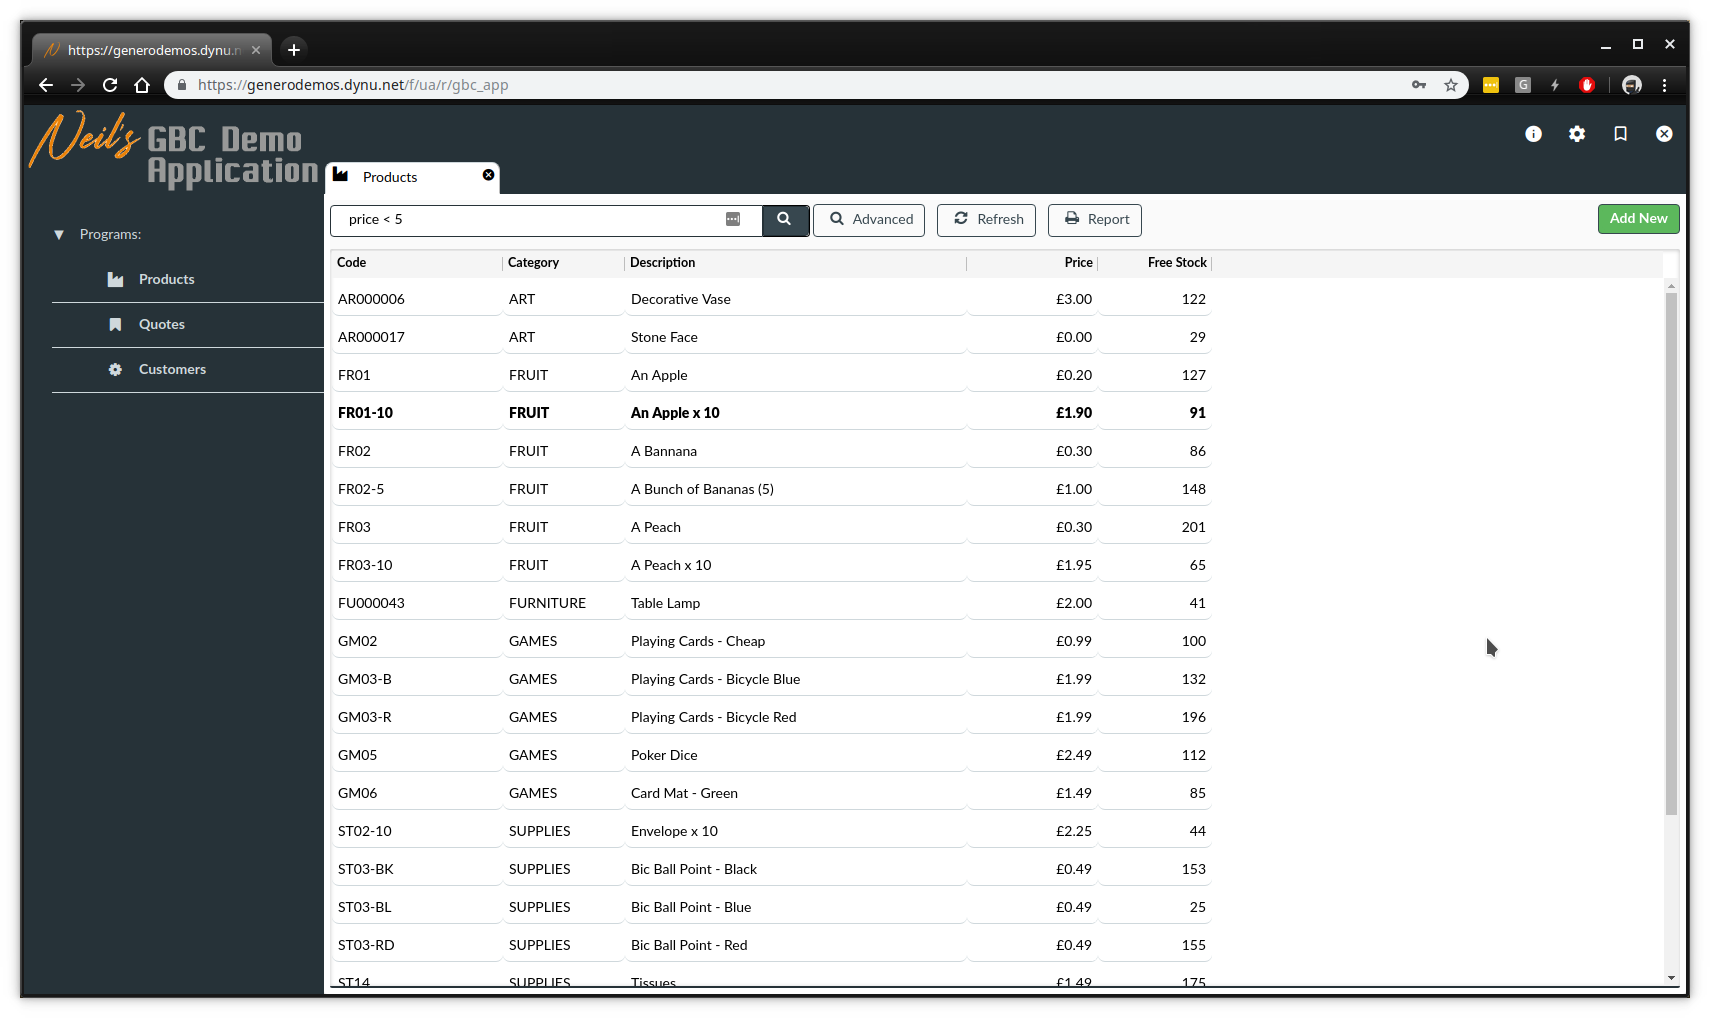 https://generodemos.dynu.n
https://generodemos.dynu.net/f/ua/r/gbc_app
G
Neil's GBC Demo
Application
Products
Programs:
Products
Quotes
Customers
price < 5
Advanced
Refresh
Report
Add New
Code Category Description Price Free Stock
AR000006 ART Decorative Vase £3.00 122
AR000017 ART Stone Face £0.00 29
FR01 FRUIT An Apple £0.20 127
FR01-10 FRUIT An Apple x 10 £1.90 91
FR02 FRUIT A Bannana £0.30 86
FR02-5 FRUIT A Bunch of Bananas (5) £1.00 148
FR03 FRUIT A Peach £0.30 201
FR03-10 FRUIT A Peach x 10 £1.95 65
FU000043 FURNITURE Table Lamp £2.00 41
GM02 GAMES Playing Cards - Cheap £0.99 100
GM03-B GAMES Playing Cards - Bicycle Blue £1.99 132
GM03-R GAMES Playing Cards - Bicycle Red £1.99 196
GM05 GAMES Poker Dice £2.49 112
GM06 GAMES Card Mat - Green £1.49 85
ST02-10 SUPPLIES Envelope x 10 £2.25 44
ST03-BK SUPPLIES Bic Ball Point - Black £0.49 153
ST03-BL SUPPLIES Bic Ball Point - Blue £0.49 25
ST03-RD SUPPLIES Bic Ball Point - Red £0.49 155
ST14 SUPPLIES Tissues £1.49 175